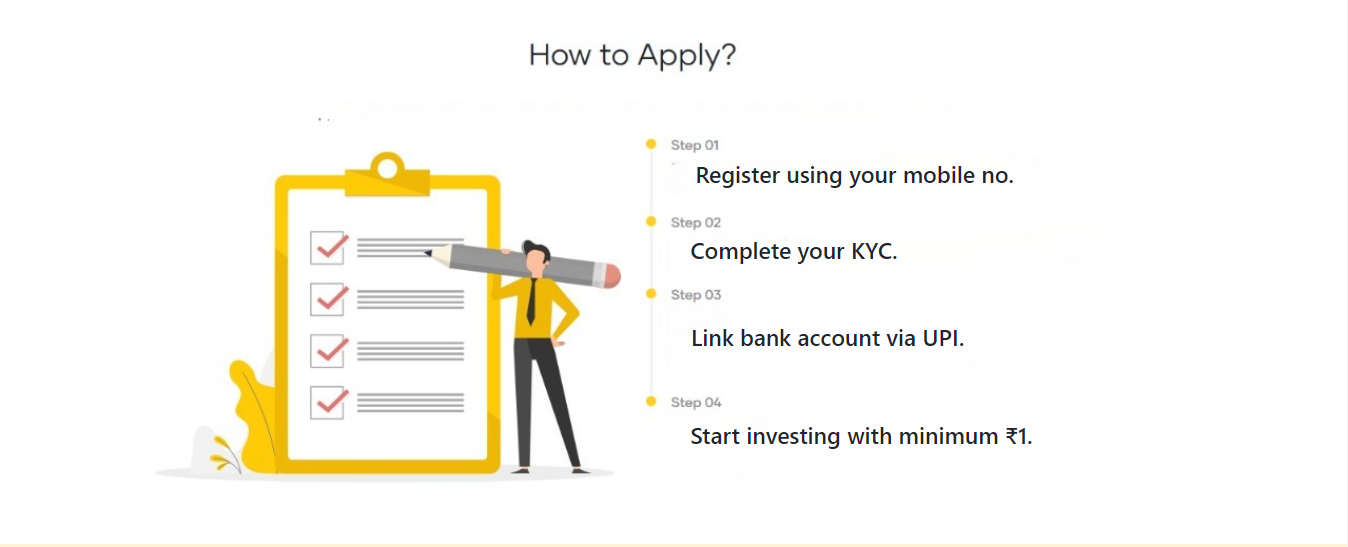 How to Apply?
Step 01
Register using your mobile no.
Step 02
Complete your KYC.
Step 03
Link bank account via UPI.
Step 04
Start investing with minimum ₹1.